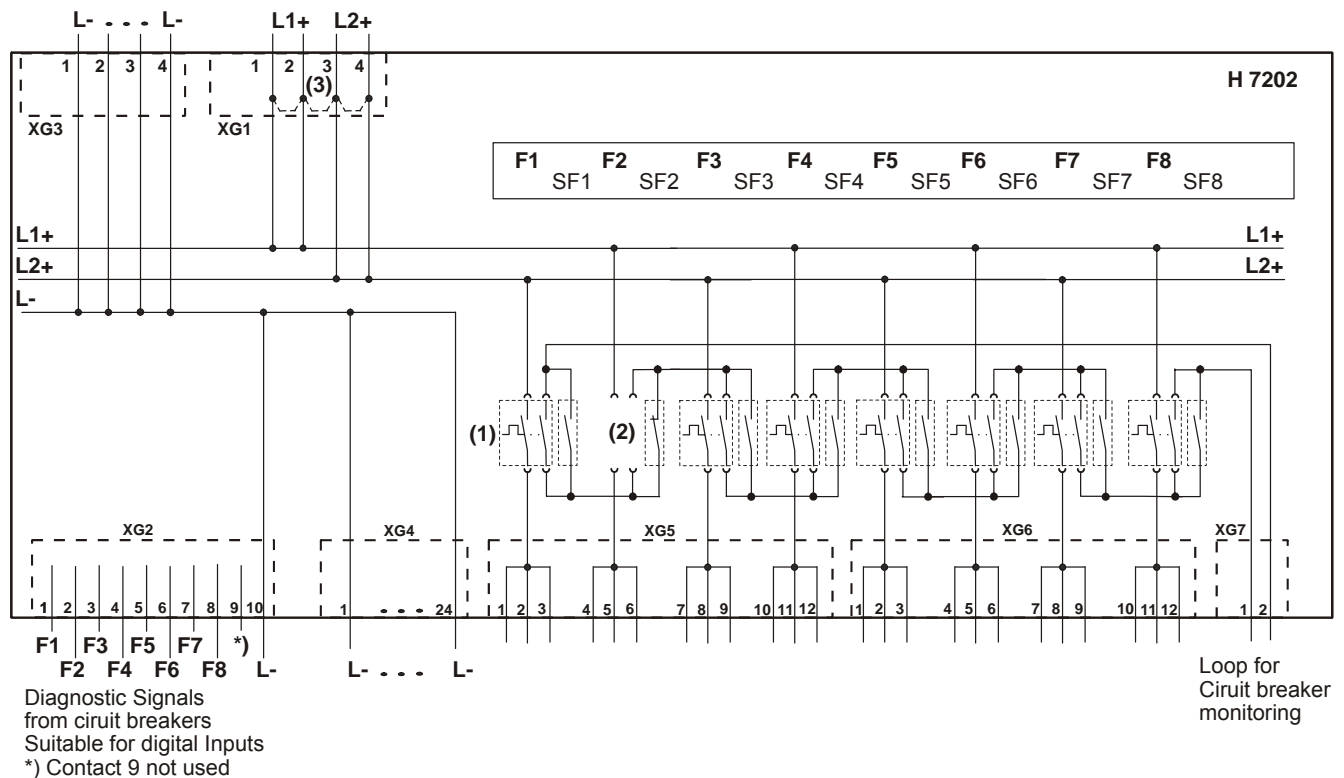 L- • • • L- L1+ L2+
1 2 3 4 1 2 3 4
(3)
H 7202
XG3 XG1
F1 F2 F3 F4 F5 F6 F7 F8
SF1 SF2 SF3 SF4 SF5 SF6 SF7 SF8
L1+ L1+
L2+ L2+
L-
(1) (2)
XG2 XG4 XG5 XG6 XG7
1 2 3 4 5 6 7 8 9 10 1 • • • 24 1 2 3 4 5 6 7 8 9 10 11 12 1 2 3 4 5 6 7 8 9 10 11 12 1 2
F1 F3 F5 F7 *)
F2 F4 F6 F8 L- L- • • • L-
Diagnostic Signals
from ciruit breakers
Suitable for digital Inputs
*) Contact 9 not used
Loop for
Ciruit breaker
monitoring